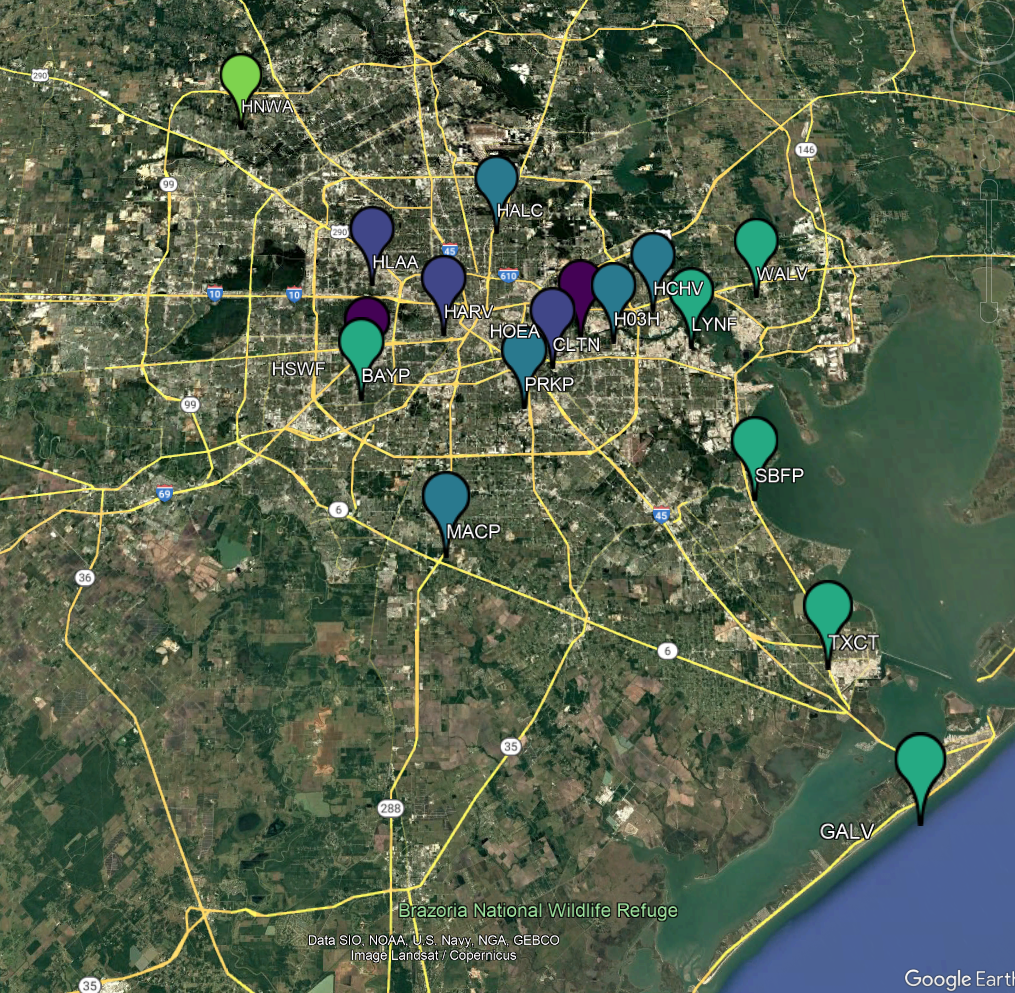 290
HNWA
146
99
HALC
290
45
HLAA
610
WALV
10
10
HCHV
HARV
H03H
LYNF
HOEA
CLTN
HSWF
BAYP
PRKP
99
SBFP
69
6
45
MACP
36
TXCT
6
35
288
GALV
Brazoria National Wildlife Refuge
Data SIO, NOAA, U.S. Navy, NGA, GEBCO
Image Landsat / Copernicus
Google Earth
35